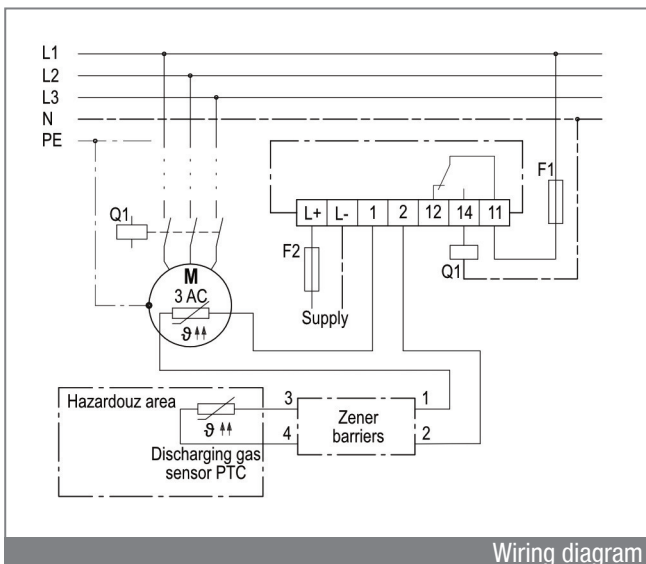 L1
L2
L3
N
PE
F1
L+ L- 1 2 12 14 11
Q1
F2
Q1
M
3 AC
ϑ
Supply
Hazardouz area
3
1
Zener
barriers
ϑ
4
2
Discharging gas
sensor PTC
Wiring diagram